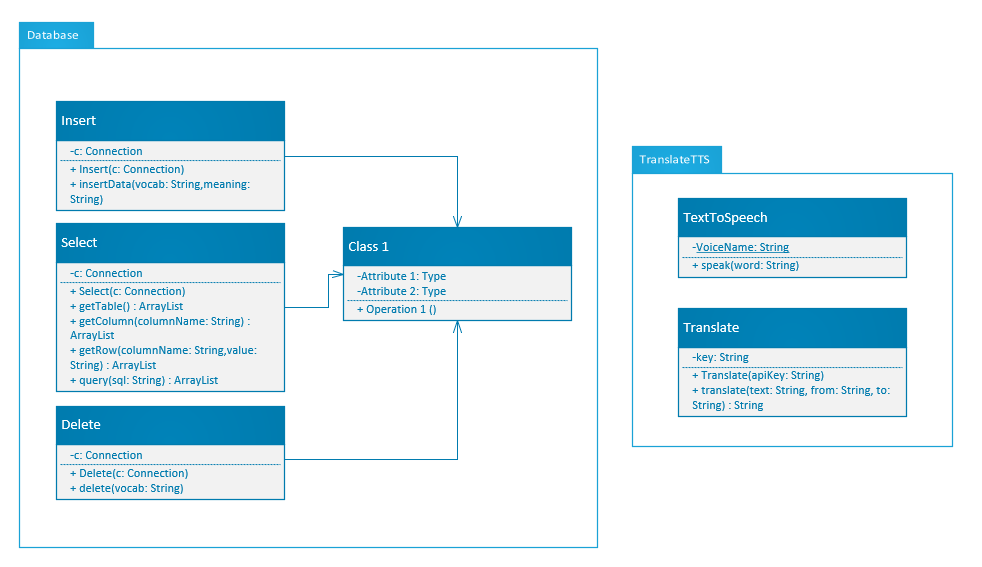 Database
Insert
-c: Connection
+ Insert(c: Connection)
+ insertData(vocab: String,meaning:
String)
Select
-c: Connection
+ Select(c: Connection)
+ getTable() : ArrayList
+ getColumn(columnName: String) :
ArrayList
+ getRow(columnName: String,value:
String) : ArrayList
+ query(sql: String) : ArrayList
Delete
-c: Connection
+ Delete(c: Connection)
+ delete(vocab: String)
Class 1
-Attribute 1: Type
-Attribute 2: Type
+ Operation 1 ()
TranslateTTS
TextToSpeech
-VoiceName: String
+ speak(word: String)
Translate
-key: String
+ Translate(apiKey: String)
+ translate(text: String, from: String, to:
String) : String